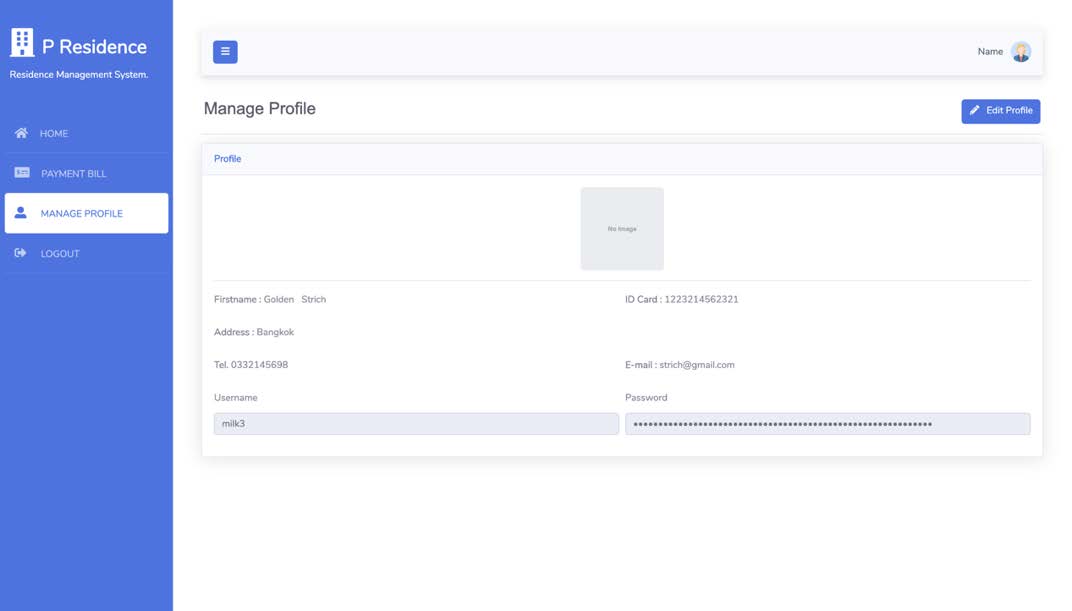 P Residence
Residence Management System.
HOME
PAYMENT BILL
MANAGE PROFILE
LOGOUT
Name
Manage Profile
Edit Profile
Profile
No Image
Firstname : Golden Strich
ID Card : 1223214562321
Address : Bangkok
Tel. 0332145698
E-mail : strich@gmail.com
Username
Password
milk3
••••••••••••••••••••••••••••••••••••••••••••••••••••••••••••